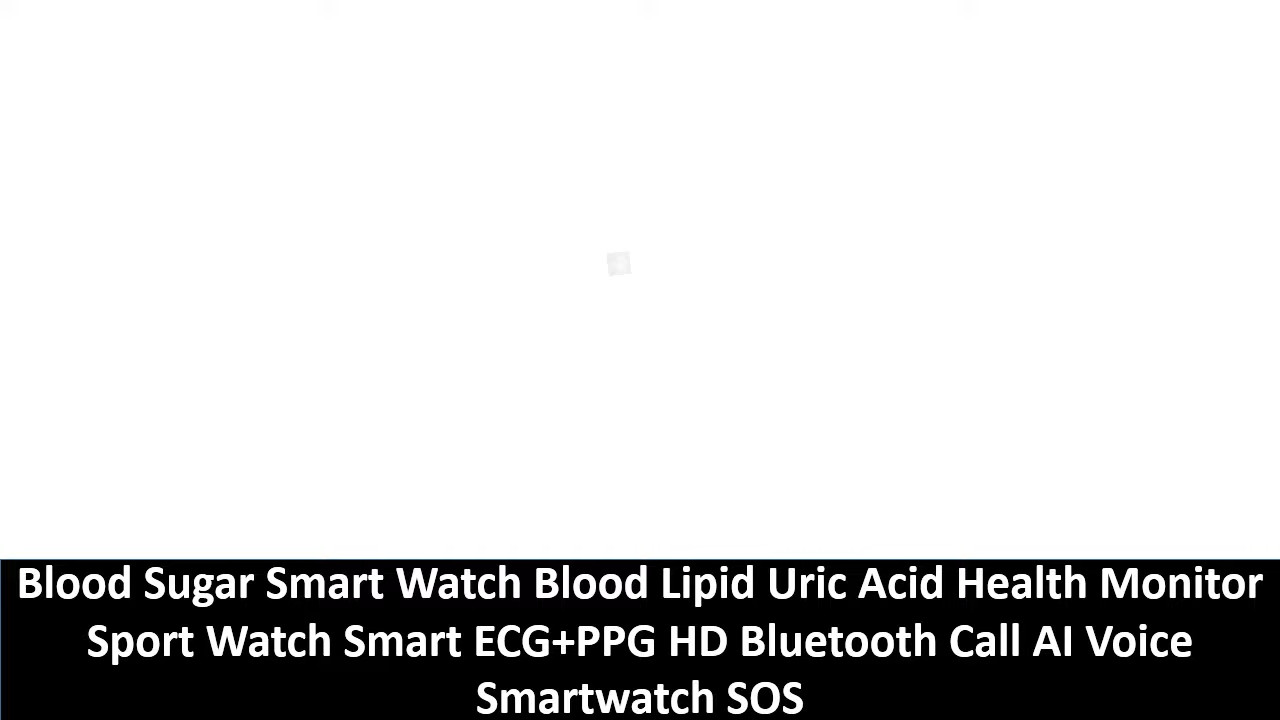 Blood Sugar Smart Watch Blood Lipid Uric Acid Health Monitor
Sport Watch Smart ECG+PPG HD Bluetooth Call AI Voice
Smartwatch SOS